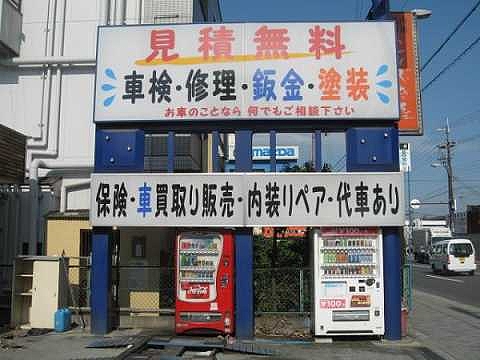 見積無料
車検・修理・鈑金・塗装
お車のことなら 何でもご相談下さい
mazda
保険・車買取り販売・内装リペア・代車あり
¥100